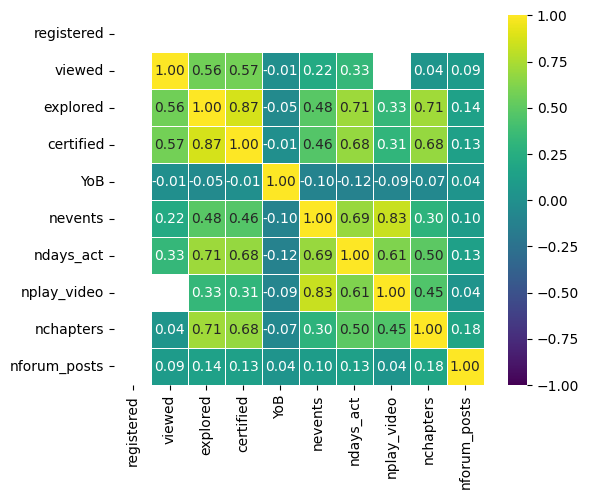 registered
viewed 1.00 0.56 0.57 -0.01 0.22 0.33 0.04 0.09
explored 0.56 1.00 0.87 -0.05 0.48 0.71 0.33 0.71 0.14
certified 0.57 0.87 1.00 -0.01 0.46 0.68 0.31 0.68 0.13
YoB -0.01 -0.05 -0.01 1.00 -0.10 -0.12 -0.09 -0.07 0.04
nevents 0.22 0.48 0.46 -0.10 1.00 0.69 0.83 0.30 0.10
ndays_act 0.33 0.71 0.68 -0.12 0.69 1.00 0.61 0.50 0.13
nplay_video 0.33 0.31 -0.09 0.83 0.61 1.00 0.45 0.04
nchapters 0.04 0.71 0.68 -0.07 0.30 0.50 0.45 1.00 0.18
nforum_posts 0.09 0.14 0.13 0.04 0.10 0.13 0.04 0.18 1.00
registered
viewed
explored
certified
YoB
nevents
ndays_act
nplay_video
nchapters
nforum_posts
1.00
0.75
0.50
0.25
0.00
-0.25
-0.50
-0.75
-1.00